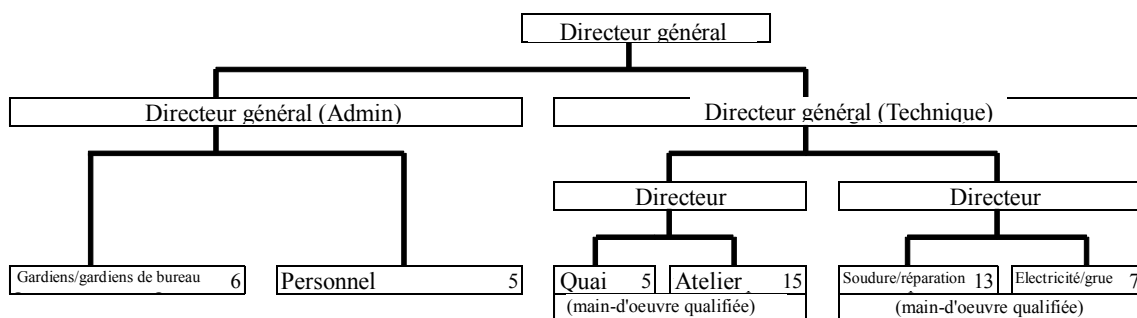 Directeur général
Directeur général (Admin)
Directeur général (Technique)
Directeur
Directeur
Gardiens/gardiens de bureau 6
Personnel 5
Quai 5
Atelier 15
Soudure/réparation 13
Electricité/grue 7
(main-d'oeuvre qualifiée)
(main-d'oeuvre qualifiée)